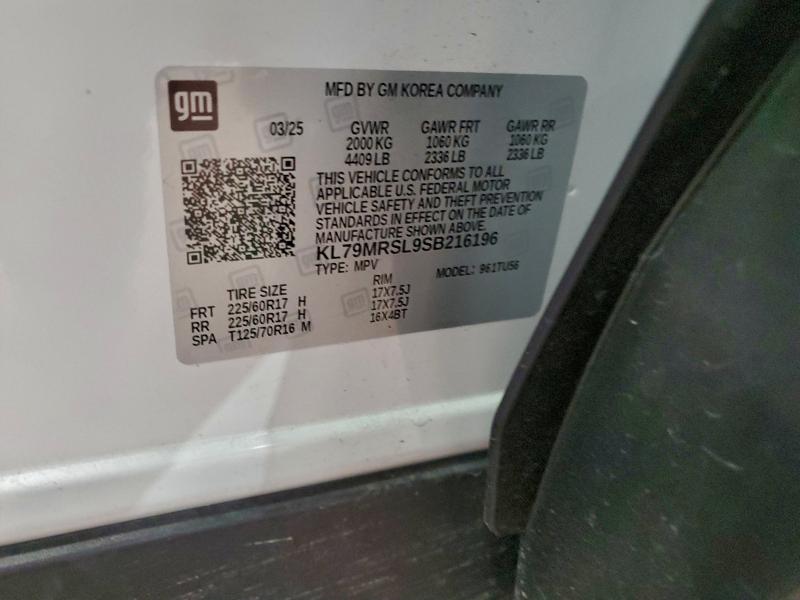 gm
MFD BY GM KOREA COMPANY
03/25 GVWR GAWR FRT GAWR RR
2000 KG 1060 KG 1060 KG
4409 LB 2336 LB 2336 LB
THIS VEHICLE CONFORMS TO ALL
APPLICABLE U.S. FEDERAL MOTOR
VEHICLE SAFETY AND THEFT PREVENTION
STANDARDS IN EFFECT ON THE DATE OF
MANUFACTURE SHOWN ABOVE.
KL79MRSL9SB216196
TYPE: MPV MODEL: 961TU56
TIRE SIZE RIM
FRT 225/60R17 H 17X7.5J
RR 225/60R17 H 17X7.5J
SPA T125/70R16 M 16X4BT